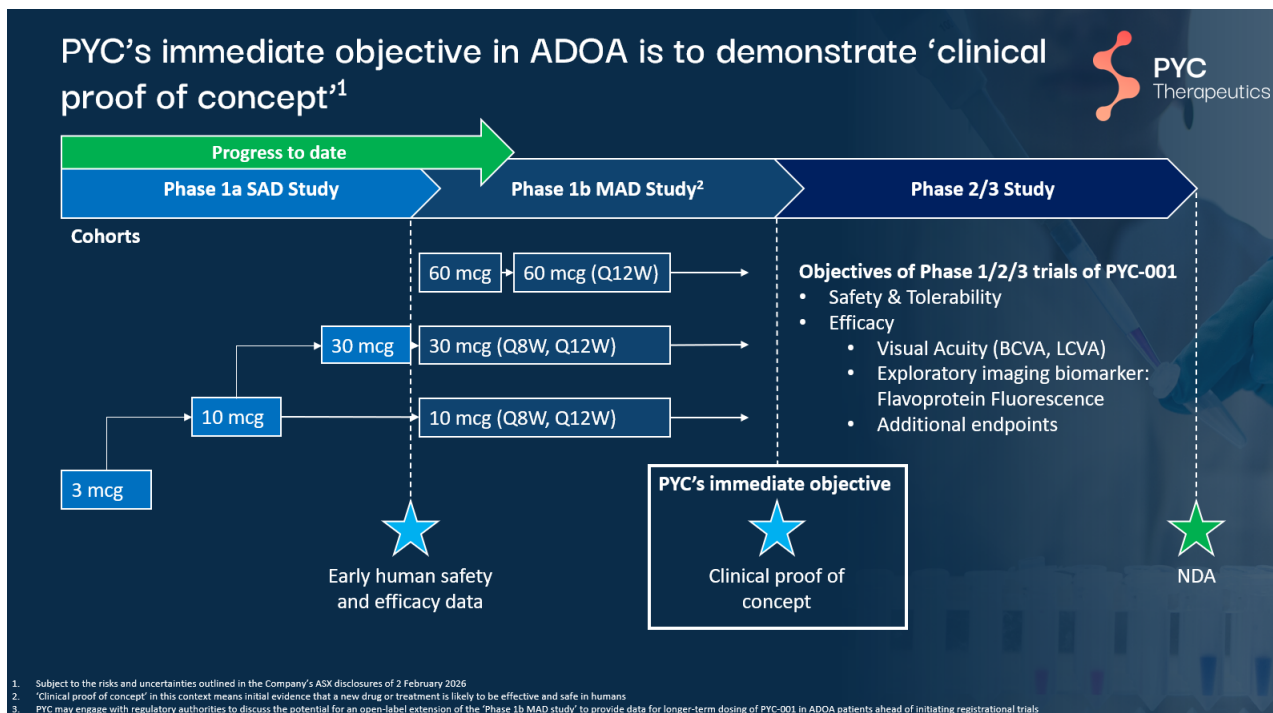 PYC's immediate objective in ADOA is to demonstrate 'clinical
proof of concept'¹
PYC
Therapeutics
Progress to date
Phase 1a SAD Study
Phase 1b MAD Study²
Phase 2/3 Study
Cohorts
60 mcg
60 mcg (Q12W)
30 mcg
30 mcg (Q8W, Q12W)
10 mcg
10 mcg (Q8W, Q12W)
3 mcg
Objectives of Phase 1/2/3 trials of PYC-001
• Safety & Tolerability
• Efficacy
• Visual Acuity (BCVA, LCVA)
• Exploratory imaging biomarker:
Flavoprotein Fluorescence
• Additional endpoints
Early human safety
and efficacy data
PYC's immediate objective
Clinical proof of
concept
NDA
1. Subject to the risks and uncertainties outlined in the Company's ASX disclosures of 2 February 2026
2. 'Clinical proof of concept' in this context means initial evidence that a new drug or treatment is likely to be effective and safe in humans
3. PYC may engage with regulatory authorities to discuss the potential for an open-label extension of the 'Phase 1b MAD study' to provide data for longer-term dosing of PYC-001 in ADOA patients ahead of initiating registrational trials